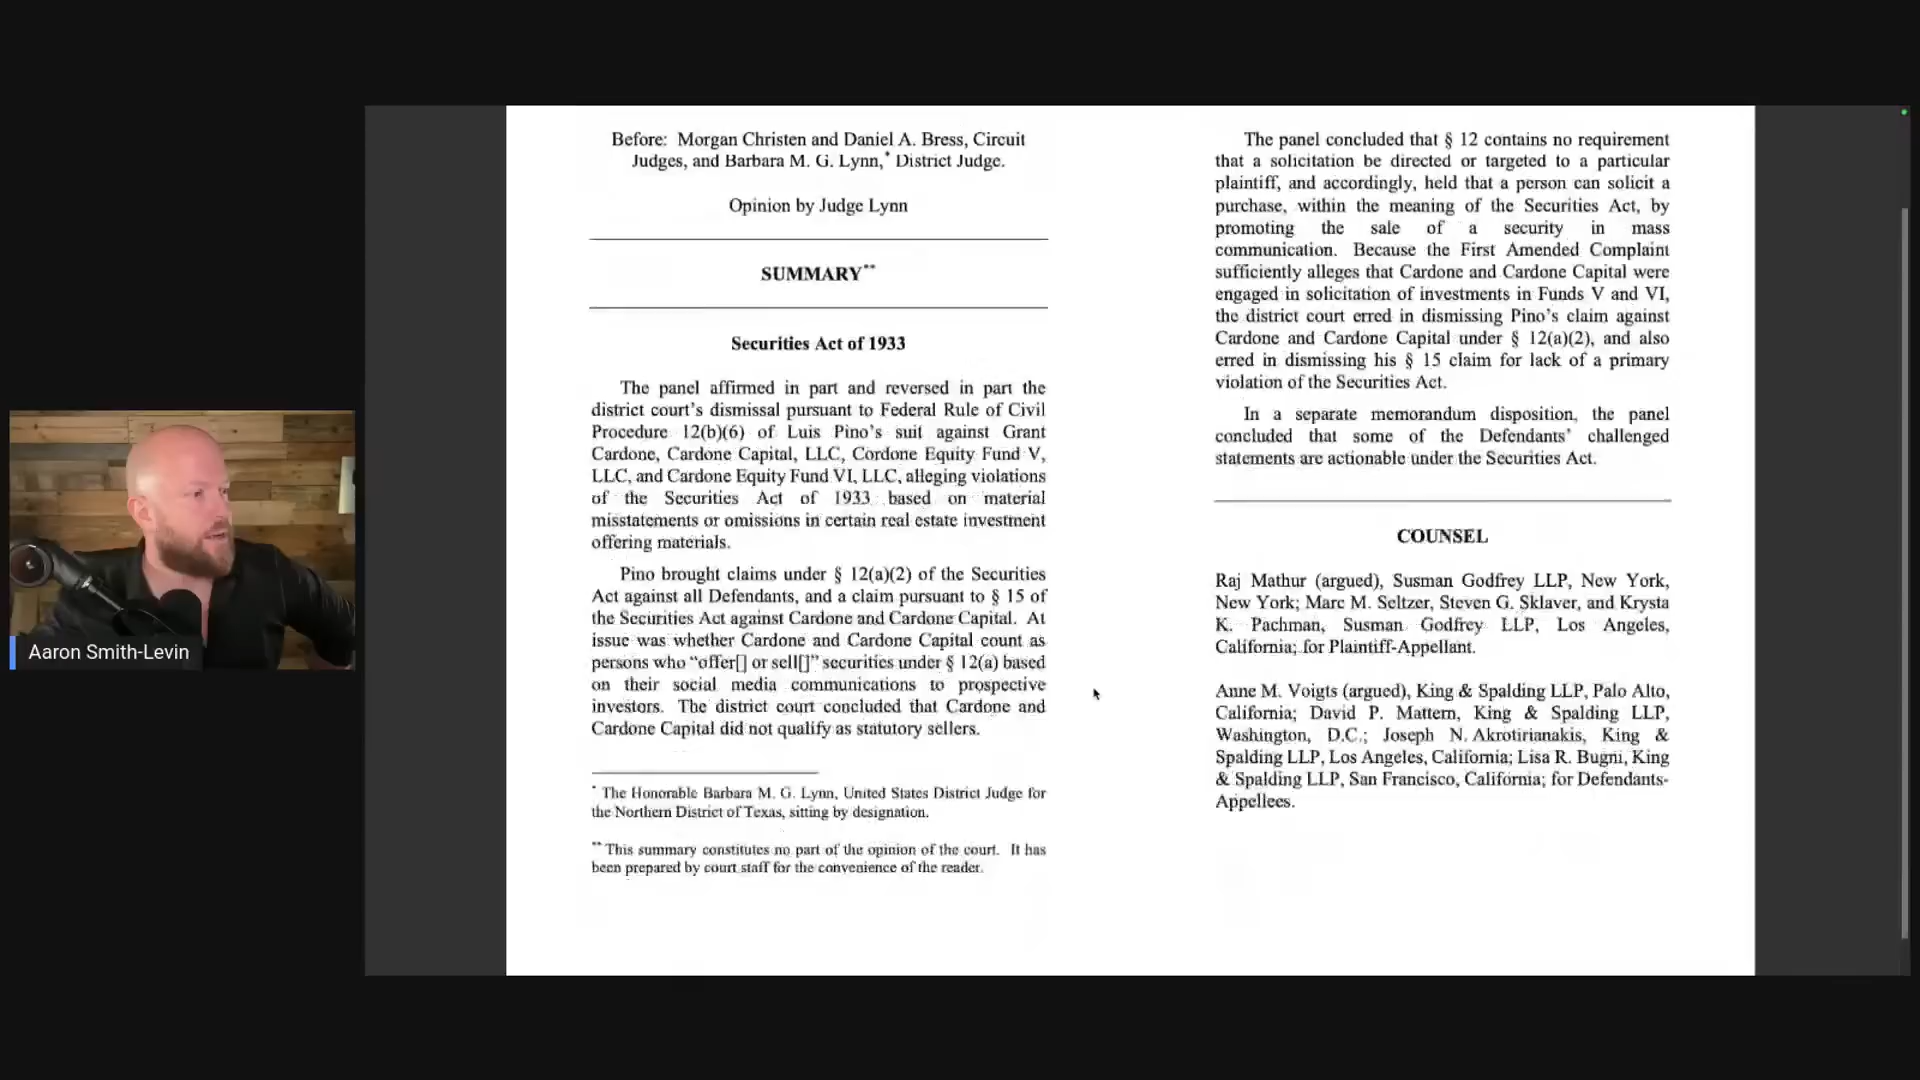 Before: Morgan Christen and Daniel A. Bress, Circuit
Judges, and Barbara M. G. Lynn,* District Judge.
Opinion by Judge Lynn
SUMMARY**
Securities Act of 1933
The panel affirmed in part and reversed in part the
district court's dismissal pursuant to Federal Rule of Civil
Procedure 12(b)(6) of Luis Pino's suit against Grant
Cardone, Cardone Capital, LLC, Cordone Equity Fund V,
LLC, and Cardone Equity Fund VI, LLC, alleging violations
of the Securities Act of 1933 based on material
misstatements or omissions in certain real estate investment
offering materials.
Pino brought claims under § 12(a)(2) of the Securities
Act against all Defendants, and a claim pursuant to § 15 of
the Securities Act against Cardone and Cardone Capital. At
issue was whether Cardone and Cardone Capital count as
persons who “offer[] or sell[]” securities under § 12(a) based
on their social media communications to prospective
investors. The district court concluded that Cardone and
Cardone Capital did not qualify as statutory sellers.
* The Honorable Barbara M. G. Lynn, United States District Judge for
the Northern District of Texas, sitting by designation.
** This summary constitutes no part of the opinion of the court. It has
been prepared by court staff for the convenience of the reader.
The panel concluded that § 12 contains no requirement
that a solicitation be directed or targeted to a particular
plaintiff, and accordingly, held that a person can solicit a
purchase, within the meaning of the Securities Act, by
promoting the sale of a security in mass
communication. Because the First Amended Complaint
sufficiently alleges that Cardone and Cardone Capital were
engaged in solicitation of investments in Funds V and VI,
the district court erred in dismissing Pino's claim against
Cardone and Cardone Capital under § 12(a)(2), and also
erred in dismissing his § 15 claim for lack of a primary
violation of the Securities Act.
In a separate memorandum disposition, the panel
concluded that some of the Defendants' challenged
statements are actionable under the Securities Act.
COUNSEL
Raj Mathur (argued), Susman Godfrey LLP, New York,
New York; Marc M. Seltzer, Steven G. Sklaver, and Krysta
K. Pachman, Susman Godfrey LLP, Los Angeles,
California; for Plaintiff-Appellant.
Anne M. Voigts (argued), King & Spalding LLP, Palo Alto,
California; David P. Mattern, King & Spalding LLP,
Washington, D.C.; Joseph N. Akrotirianakis, King &
Spalding LLP, Los Angeles, California; Lisa R. Bugni, King
& Spalding LLP, San Francisco, California; for Defendants-
Appellees.
Aaron Smith-Levin